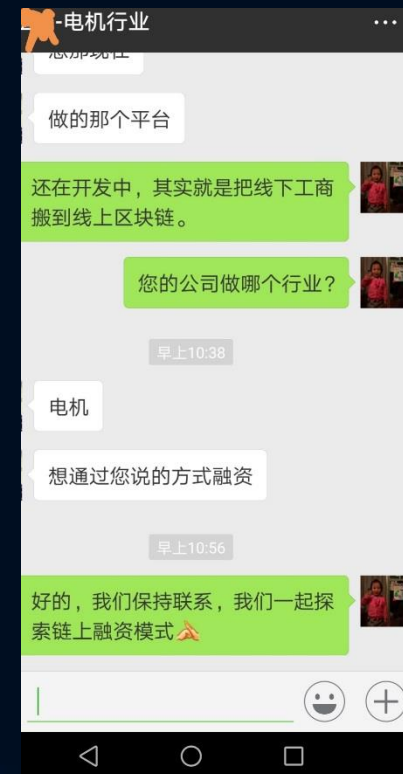 -电机行业
做的那个平台
还在开发中，其实就是把线下工商
搬到线上区块链。
您的公司做哪个行业？
早上10:38
电机
想通过您说的方式融资
早上10:56
好的，我们保持联系，我们一起探
索链上融资模式